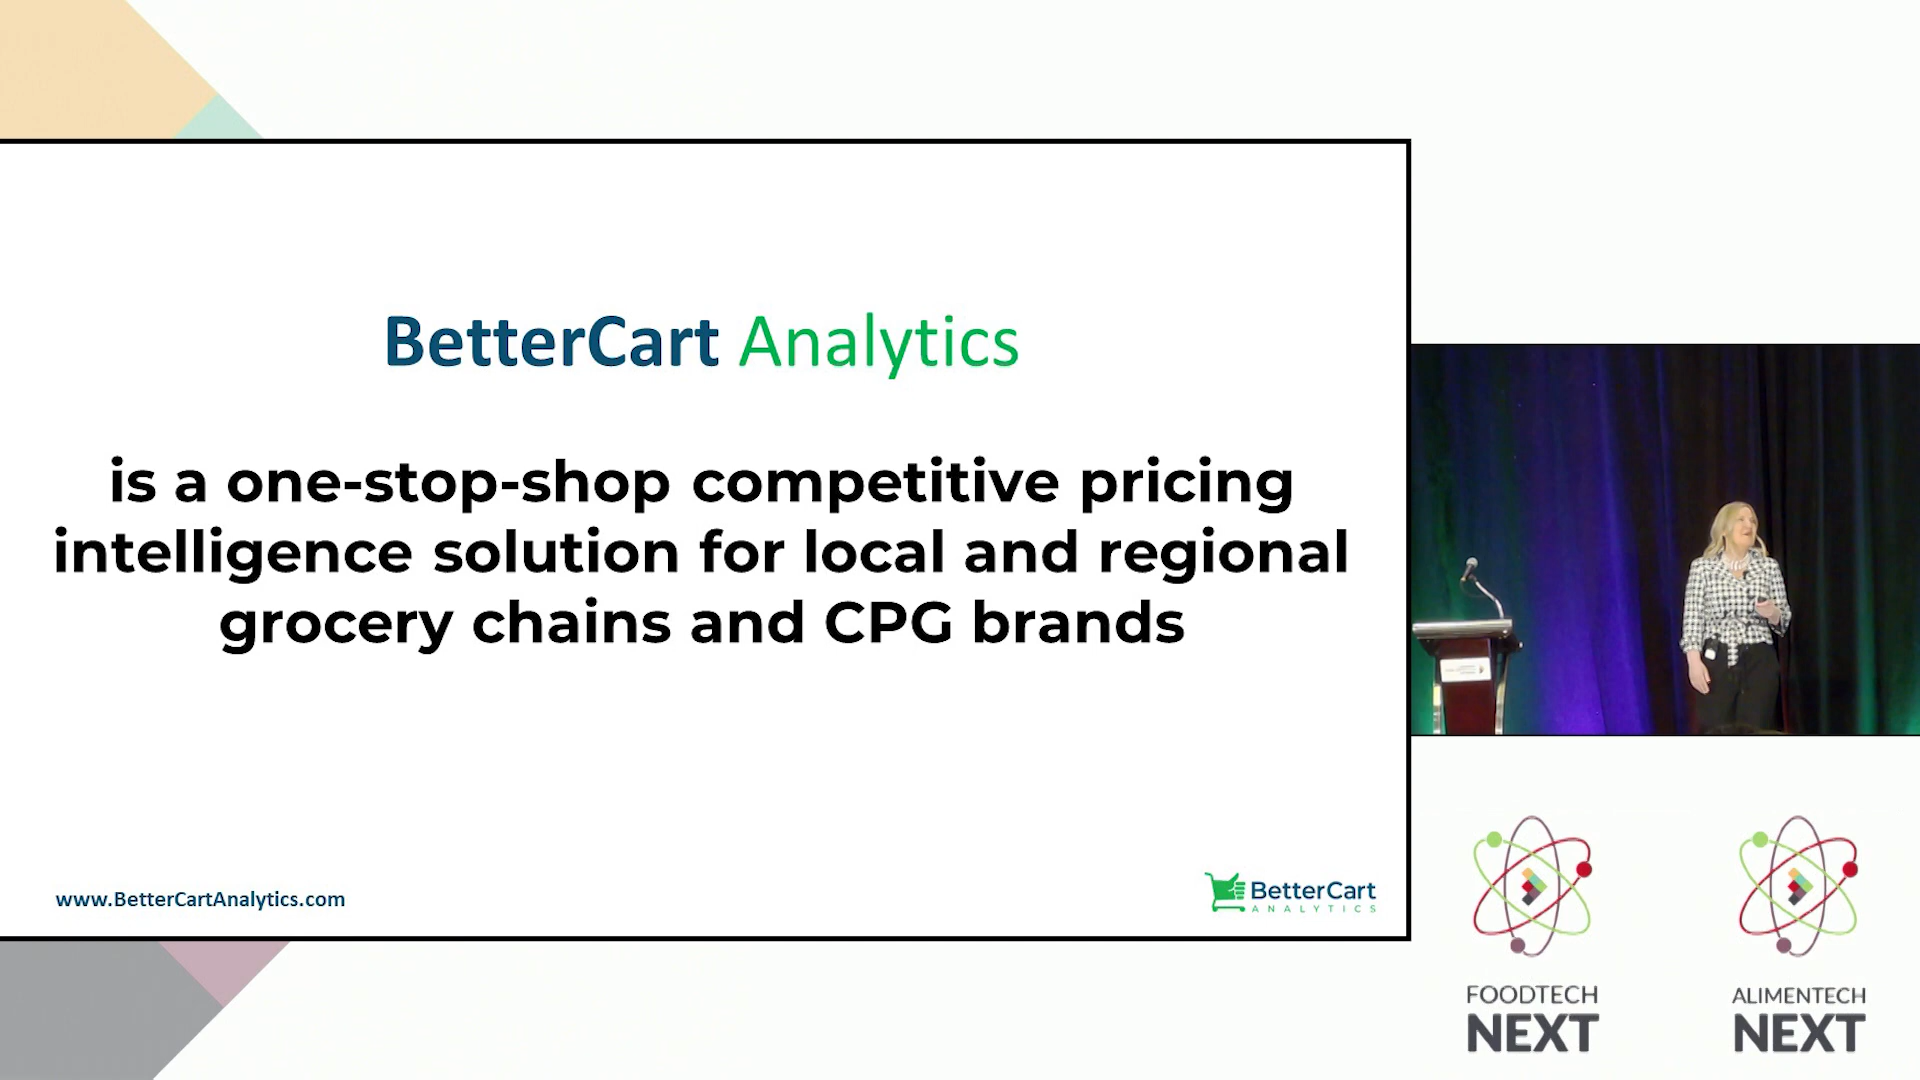 BetterCart Analytics
is a one-stop-shop competitive pricing
intelligence solution for local and regional
grocery chains and CPG brands
www.BetterCartAnalytics.com
BetterCart
ANALYTICS
FOODTECH
NEXT
ALIMENTECH
NEXT